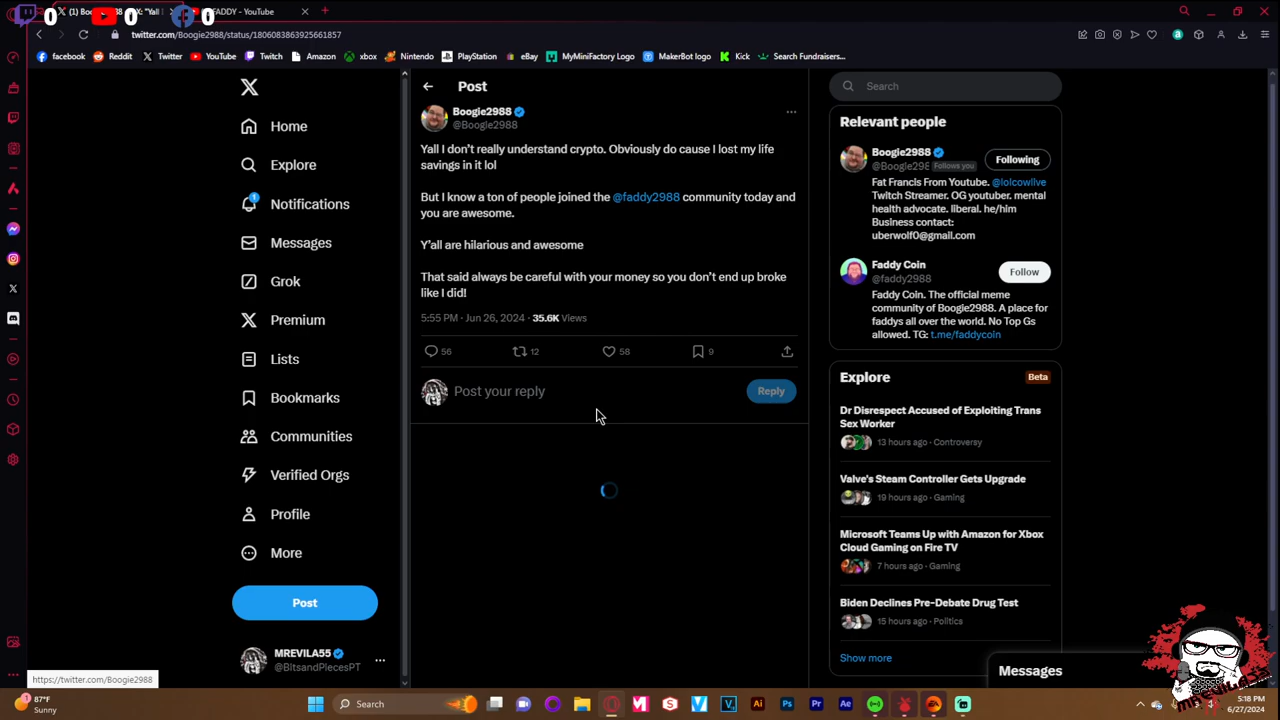 0 0 0
(1) B X: "Yall
FADDY - YouTube
twitter.com/Boogie2988/status/1806083863925661857
facebook Reddit Twitter YouTube Twitch Amazon xbox Nintendo PlayStation eBay MyMiniFactory Logo MakerBot logo Kick Search Fundraisers...
Home
Explore
1
Notifications
Messages
Grok
Premium
Lists
Bookmarks
Communities
Verified Orgs
Profile
More
Post
MREVILA55
@BItsandPIecesPT
https://twitter.com/Boogie2988
Post
Boogie2988
@Boogie2988
Yall I don't really understand crypto. Obviously do cause I lost my life
savings in it lol
But I know a ton of people joined the @faddy2988 community today and
you are awesome.
Y'all are hilarious and awesome
That said always be careful with your money so you don't end up broke
like I did!
5:55 PM · Jun 26, 2024 · 35.6K Views
56 12 58 9
Post your reply
Reply
Search
Relevant people
Boogie2988
@Boogie298 Follows you
Following
Fat Francis From Youtube. @lolcowlive
Twitch Streamer. OG youtuber. mental
health advocate. liberal. he/him
Business contact:
uberwolf0@gmail.com
Faddy Coin
@faddy2988
Follow
Faddy Coin. The official meme
community of Boogie2988. A place for
faddys all over the world. No Top Gs
allowed. TG: t.me/faddycoin
Explore
Beta
Dr Disrespect Accused of Exploiting Trans
Sex Worker
13 hours ago · Controversy
Valve's Steam Controller Gets Upgrade
19 hours ago · Gaming
Microsoft Teams Up with Amazon for Xbox
Cloud Gaming on Fire TV
7 hours ago · Gaming
Biden Declines Pre-Debate Drug Test
15 hours ago · Politics
Show more
Messages
87°F
Sunny
Search
5:18 PM
6/27/2024